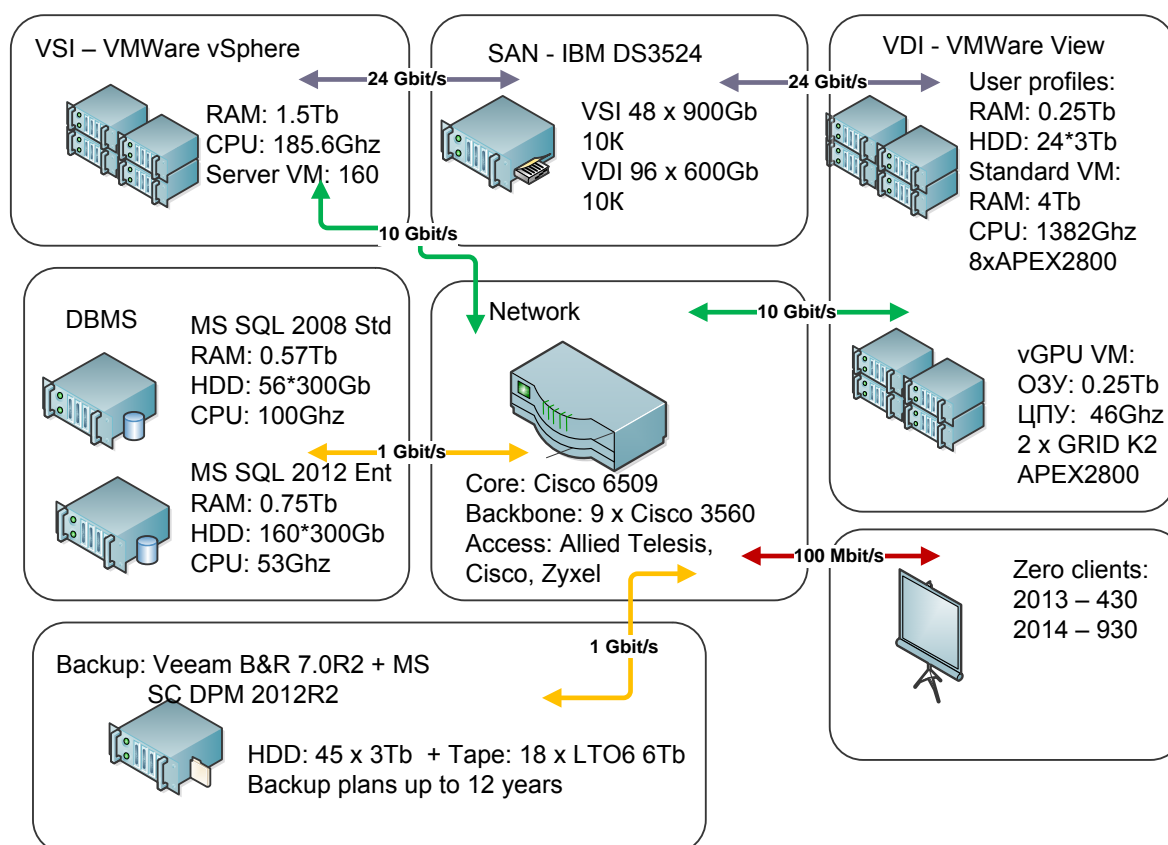 VSI – VMWare vSphere
RAM: 1.5Tb
CPU: 185.6Ghz
Server VM: 160
24 Gbit/s
SAN - IBM DS3524
VSI 48 x 900Gb
10К
VDI 96 x 600Gb
10К
24 Gbit/s
VDI - VMWare View
User profiles:
RAM: 0.25Tb
HDD: 24*3Tb
Standard VM:
RAM: 4Tb
CPU: 1382Ghz
8xAPEX2800
10 Gbit/s
DBMS
MS SQL 2008 Std
RAM: 0.57Tb
HDD: 56*300Gb
CPU: 100Ghz
MS SQL 2012 Ent
RAM: 0.75Tb
HDD: 160*300Gb
CPU: 53Ghz
1 Gbit/s
Network
Core: Cisco 6509
Backbone: 9 x Cisco 3560
Access: Allied Telesis,
Cisco, Zyxel
10 Gbit/s
vGPU VM:
ОЗУ: 0.25Tb
ЦПУ: 46Ghz
2 x GRID K2
APEX2800
100 Mbit/s
Zero clients:
2013 – 430
2014 – 930
1 Gbit/s
Backup: Veeam B&R 7.0R2 + MS
SC DPM 2012R2
HDD: 45 x 3Tb + Tape: 18 x LTO6 6Tb
Backup plans up to 12 years